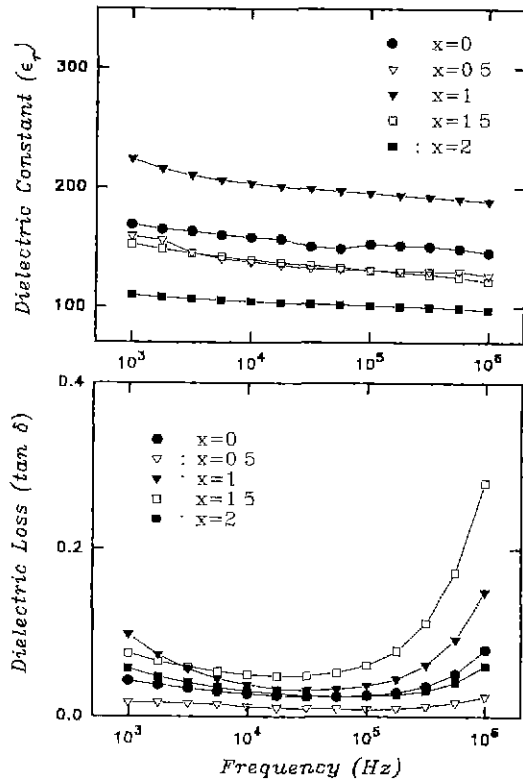 Dielectric Constant (ϵr)
300
200
100
x=0
x=0 5
x=1
x=1 5
: x=2
10³
10⁴
10⁵
10⁶
Dielectric Loss (tan δ)
0.4
0.2
0.0
x=0
: x=0 5
x=1
x=1 5
x=2
10³
10⁴
10⁵
10⁶
Frequency (Hz)